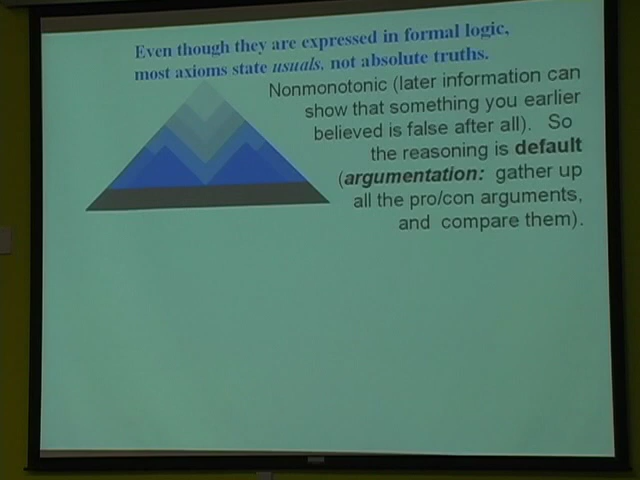 Even though they are expressed in formal logic,
most axioms state usuals, not absolute truths.
Nonmonotonic (later information can
show that something you earlier
believed is false after all). So
the reasoning is default
(argumentation: gather up
all the pro/con arguments,
and compare them).